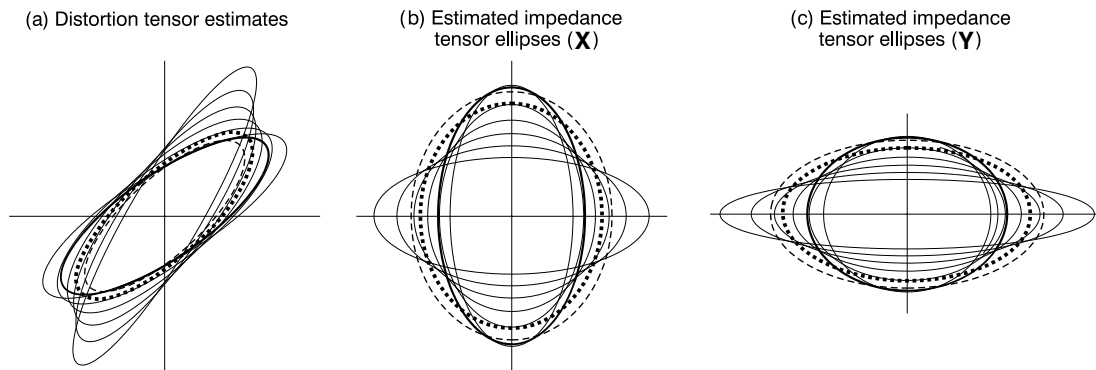 (a) Distortion tensor estimates
(b) Estimated impedance
tensor ellipses (X)
(c) Estimated impedance
tensor ellipses (Y)